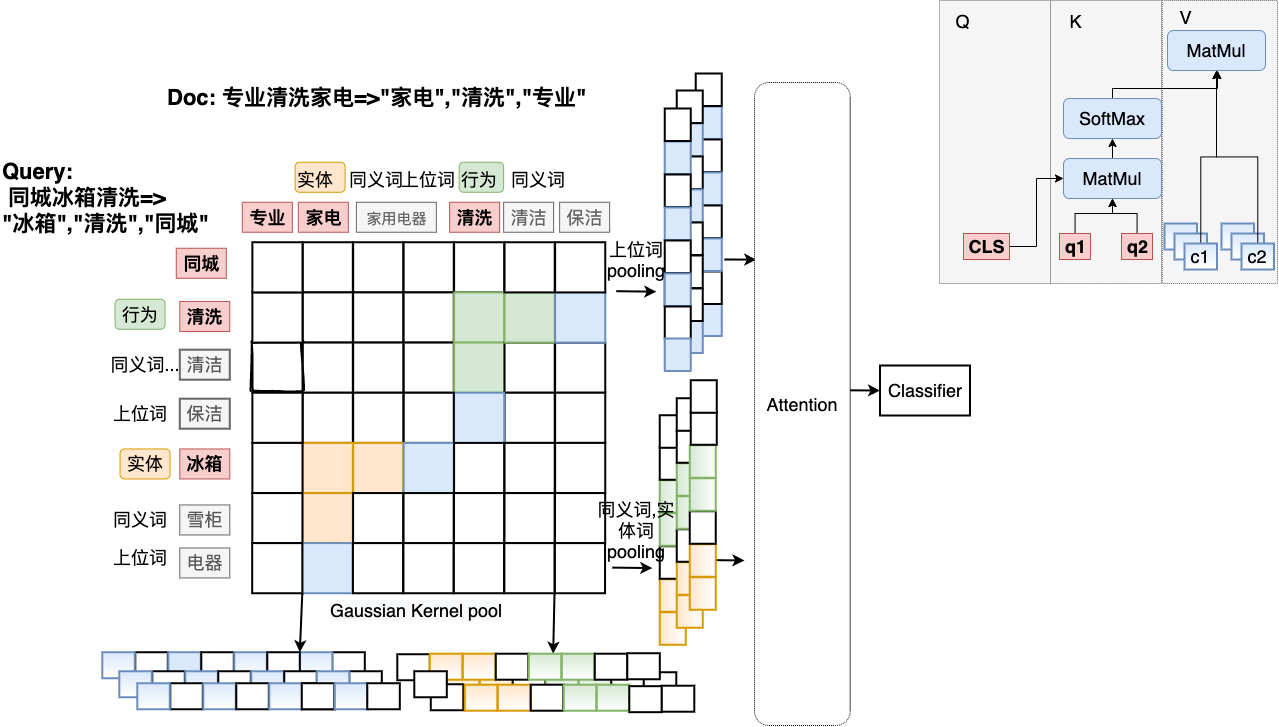 Q
K
V
MatMul
SoftMax
MatMul
CLS
q1
q2
c1
c2
Doc: 专业清洗家电=>"家电","清洗","专业"
Query:
同城冰箱清洗=>
"冰箱","清洗","同城"
实体
同义词上位词
行为
同义词
专业
家电
家用电器
清洗
清洁
保洁
同城
行为
清洗
同义词...
清洁
上位词
保洁
实体
冰箱
同义词
雪柜
上位词
电器
上位词
pooling
同义词,实
体词
pooling
Gaussian Kernel pool
Attention
Classifier